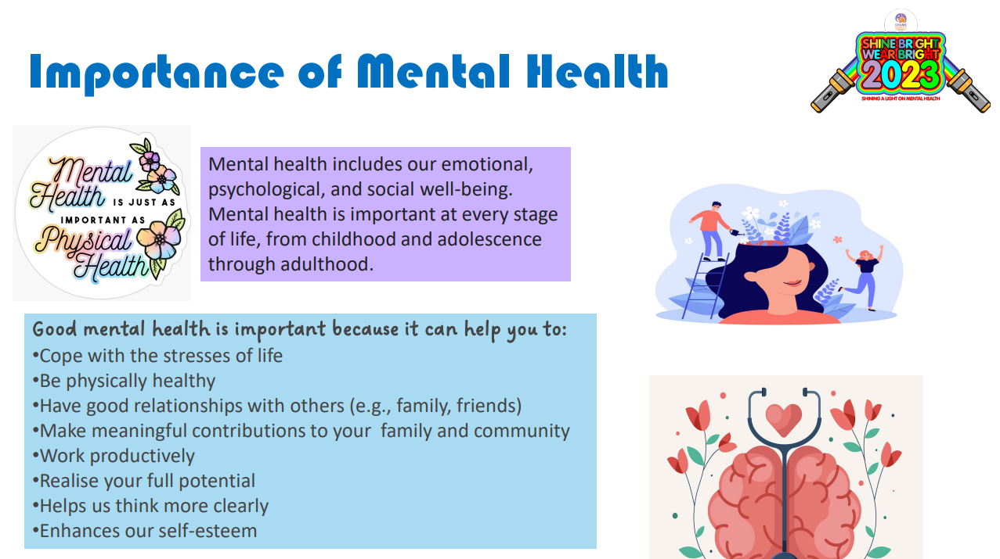 Importance of Mental Health
SHINE BRIGHT
WEAR BRIGHT
2023
SHINING A LIGHT ON MENTAL HEALTH
Mental
Health IS JUST AS
IMPORTANT AS
Physical
Health
Mental health includes our emotional,
psychological, and social well-being.
Mental health is important at every stage
of life, from childhood and adolescence
through adulthood.
Good mental health is important because it can help you to:
•Cope with the stresses of life
•Be physically healthy
•Have good relationships with others (e.g., family, friends)
•Make meaningful contributions to your  family and community
•Work productively
•Realise your full potential
•Helps us think more clearly
•Enhances our self-esteem